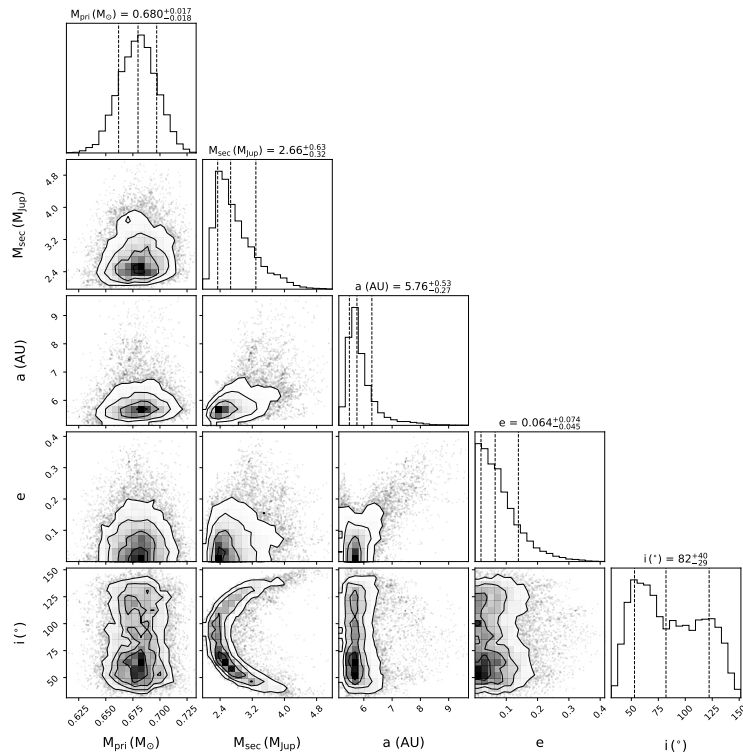 M_pri (M_⊙) = 0.680^{+0.017}_{-0.018}
M_sec (M_Jup) = 2.66^{+0.63}_{-0.32}
4.8
4.0
3.2
2.4
M_sec (M_Jup)
a (AU) = 5.76^{+0.53}_{-0.27}
9
8
7
6
a (AU)
e = 0.064^{+0.074}_{-0.045}
0.4
0.3
0.2
0.1
e
i (°) = 82^{+40}_{-29}
150
125
100
75
50
i (°)
0.625 0.650 0.675 0.700 0.725 2.4 3.2 4.0 4.8 6 7 8 9 0.1 0.2 0.3 0.4 50 75 100 125 150
M_pri (M_⊙) M_sec (M_Jup) a (AU) e i (°)